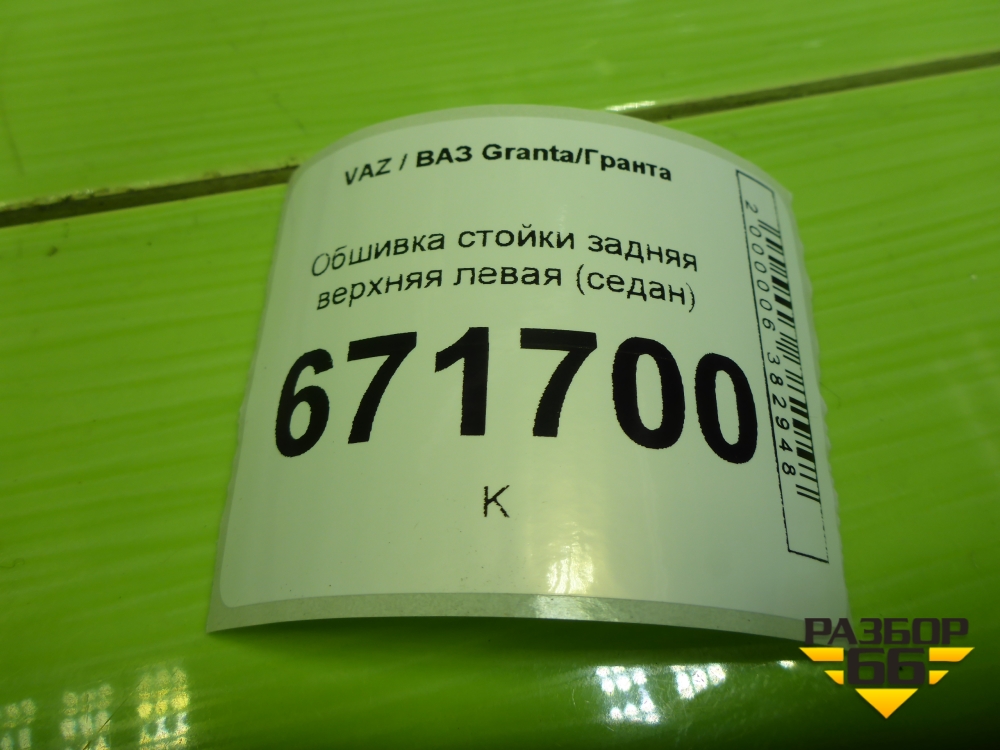 VAZ / ВАЗ Granta/Гранта
Обшивка стойки задняя
верхняя левая (седан)
671700
К
2000006382948
РАЗБОР
66